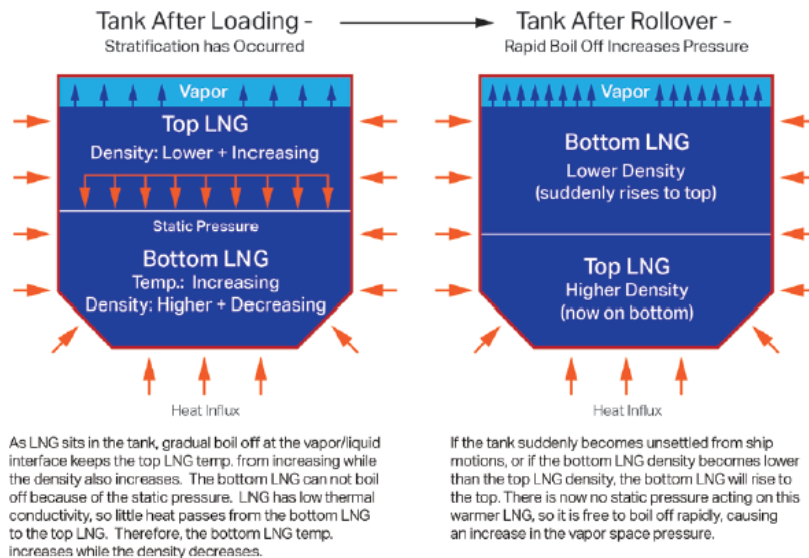 Tank After Loading -
Stratification has Occurred
Vapor
Top LNG
Density: Lower + Increasing
Static Pressure
Bottom LNG
Temp.: Increasing
Density: Higher + Decreasing
Heat Influx
As LNG sits in the tank, gradual boil off at the vapor/liquid
interface keeps the top LNG temp. from increasing while
the density also increases. The bottom LNG can not boil
off because of the static pressure. LNG has low thermal
conductivity, so little heat passes from the bottom LNG
to the top LNG. Therefore, the bottom LNG temp.
increases while the density decreases.
Tank After Rollover -
Rapid Boil Off Increases Pressure
Vapor
Bottom LNG
Lower Density
(suddenly rises to top)
Top LNG
Higher Density
(now on bottom)
Heat Influx
If the tank suddenly becomes unsettled from ship
motions, or if the bottom LNG density becomes lower
than the top LNG density, the bottom LNG will rise to
the top. There is now no static pressure acting on this
warmer LNG, so it is free to boil off rapidly, causing
an increase in the vapor space pressure.